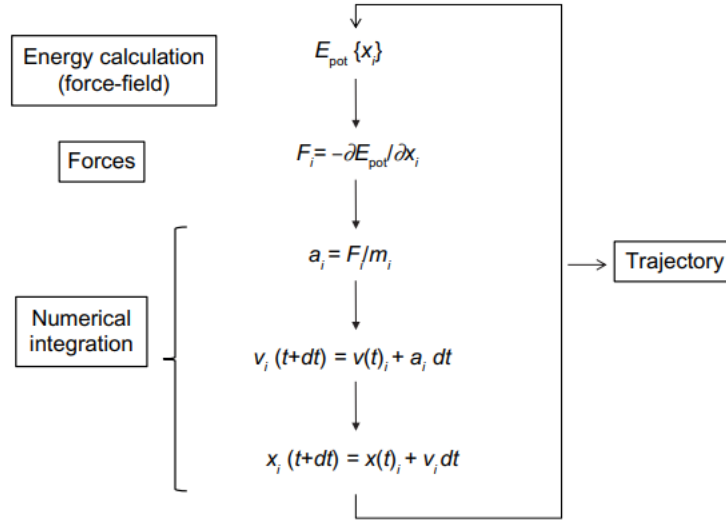 Energy calculation
(force-field)
E_pot {x_i}
Forces
F_i = −∂E_pot/∂x_i
a_i = F_i/m_i
Trajectory
Numerical
integration
v_i (t+dt) = v(t)_i + a_i dt
x_i (t+dt) = x(t)_i + v_i dt